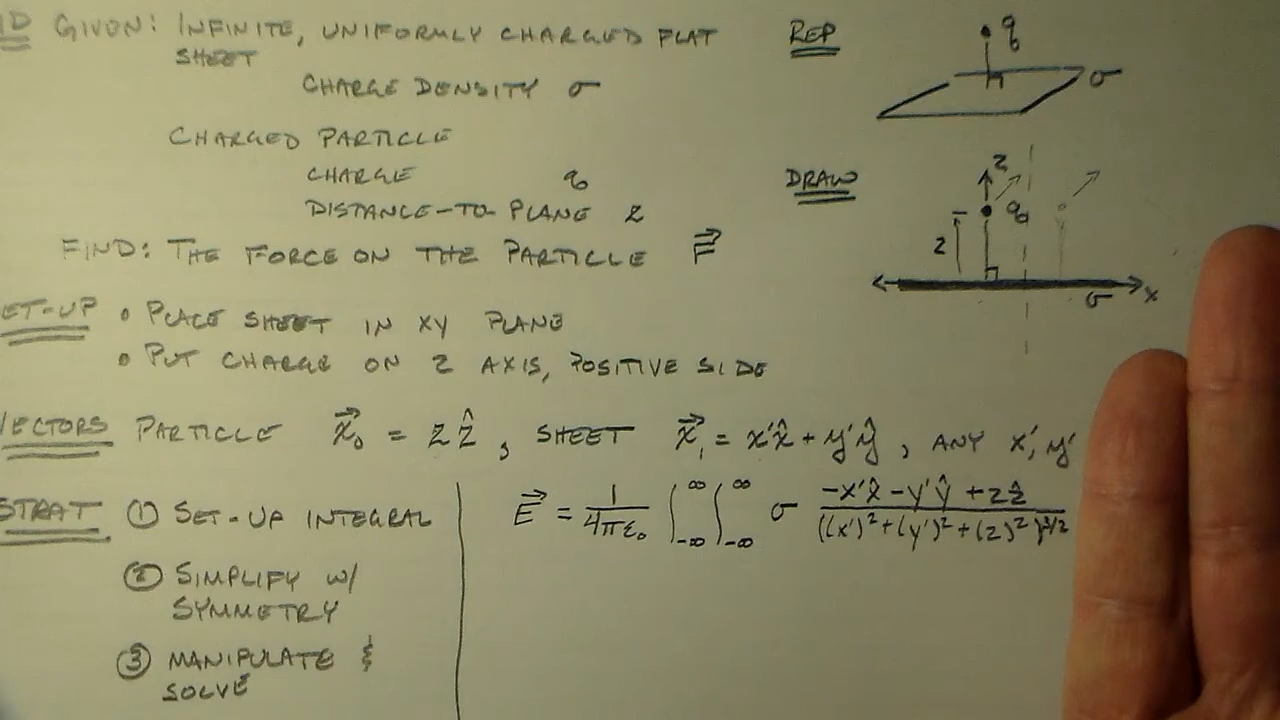 ID GIVEN: INFINITE, UNIFORMLY CHARGED FLAT
SHEET
CHARGE DENSITY σ
CHARGED PARTICLE
CHARGE q
DISTANCE-TO-PLANE z
FIND: THE FORCE ON THE PARTICLE F⃗
REP
q
σ
DRAW
z
q
z
σ
x
SET-UP • PLACE SHEET IN XY PLANE
• PUT CHARGE ON Z AXIS, POSITIVE SIDE
VECTORS PARTICLE x⃗₀ = zẑ, SHEET x⃗₁ = x'x̂ + y'ŷ, ANY x', y'
STRAT ① SET-UP INTEGRAL
② SIMPLIFY W/
SYMMETRY
③ MANIPULATE &
SOLVE
E⃗ = 1/4πε₀ ∫_{-∞}^{∞} ∫_{-∞}^{∞} σ (-x'x̂ - y'ŷ + zẑ)/((x')² + (y')² + (z)²)^{3/2}